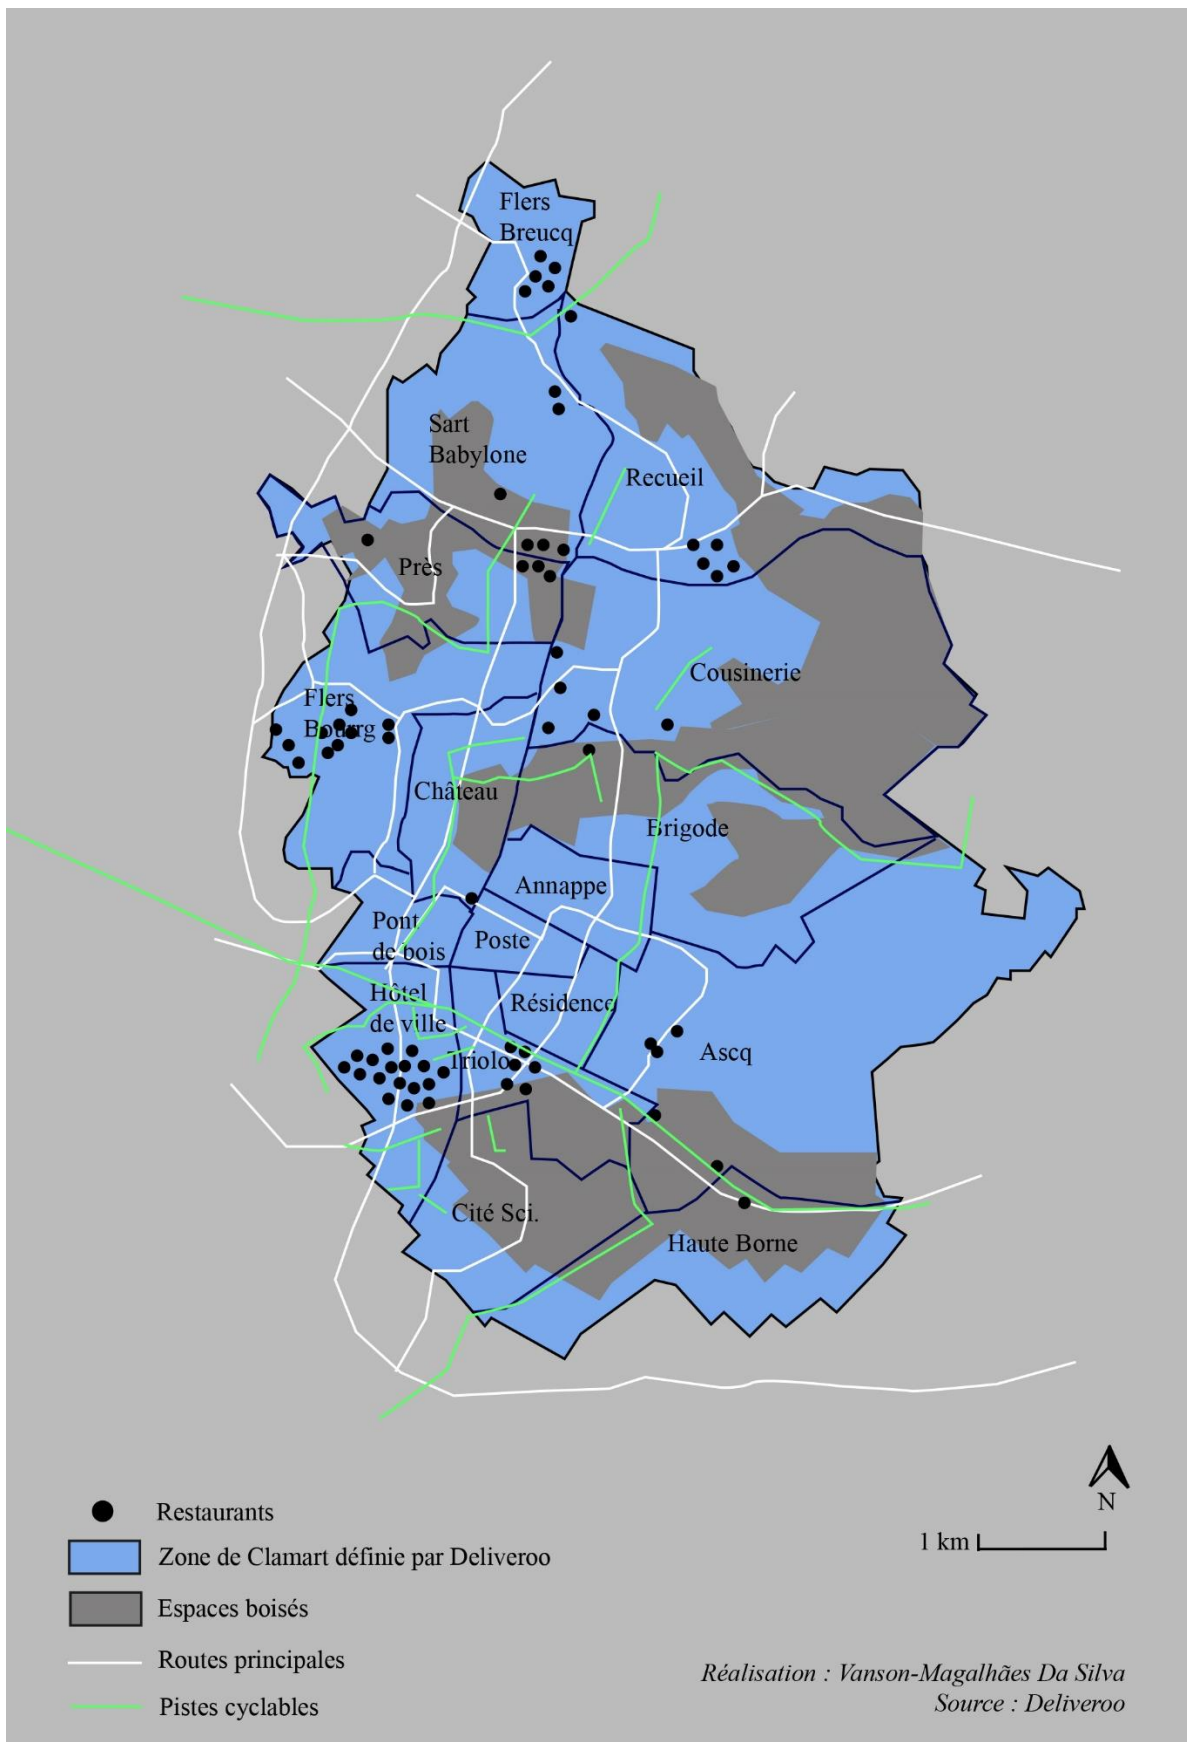 Flers
Breucq
Sart
Babylone
Recueil
Près
Cousinerie
Flers
Bourrg
Château
Brigode
Annappe
Pont
de bois
Poste
Hôtel
de ville
Résidence
Triolo
Ascq
Cité Sci.
Haute Borne
N
1 km
Restaurants
Zone de Clamart définie par Deliveroo
Espaces boisés
Routes principales
Pistes cyclables
Réalisation : Vanson-Magalhães Da Silva
Source : Deliveroo